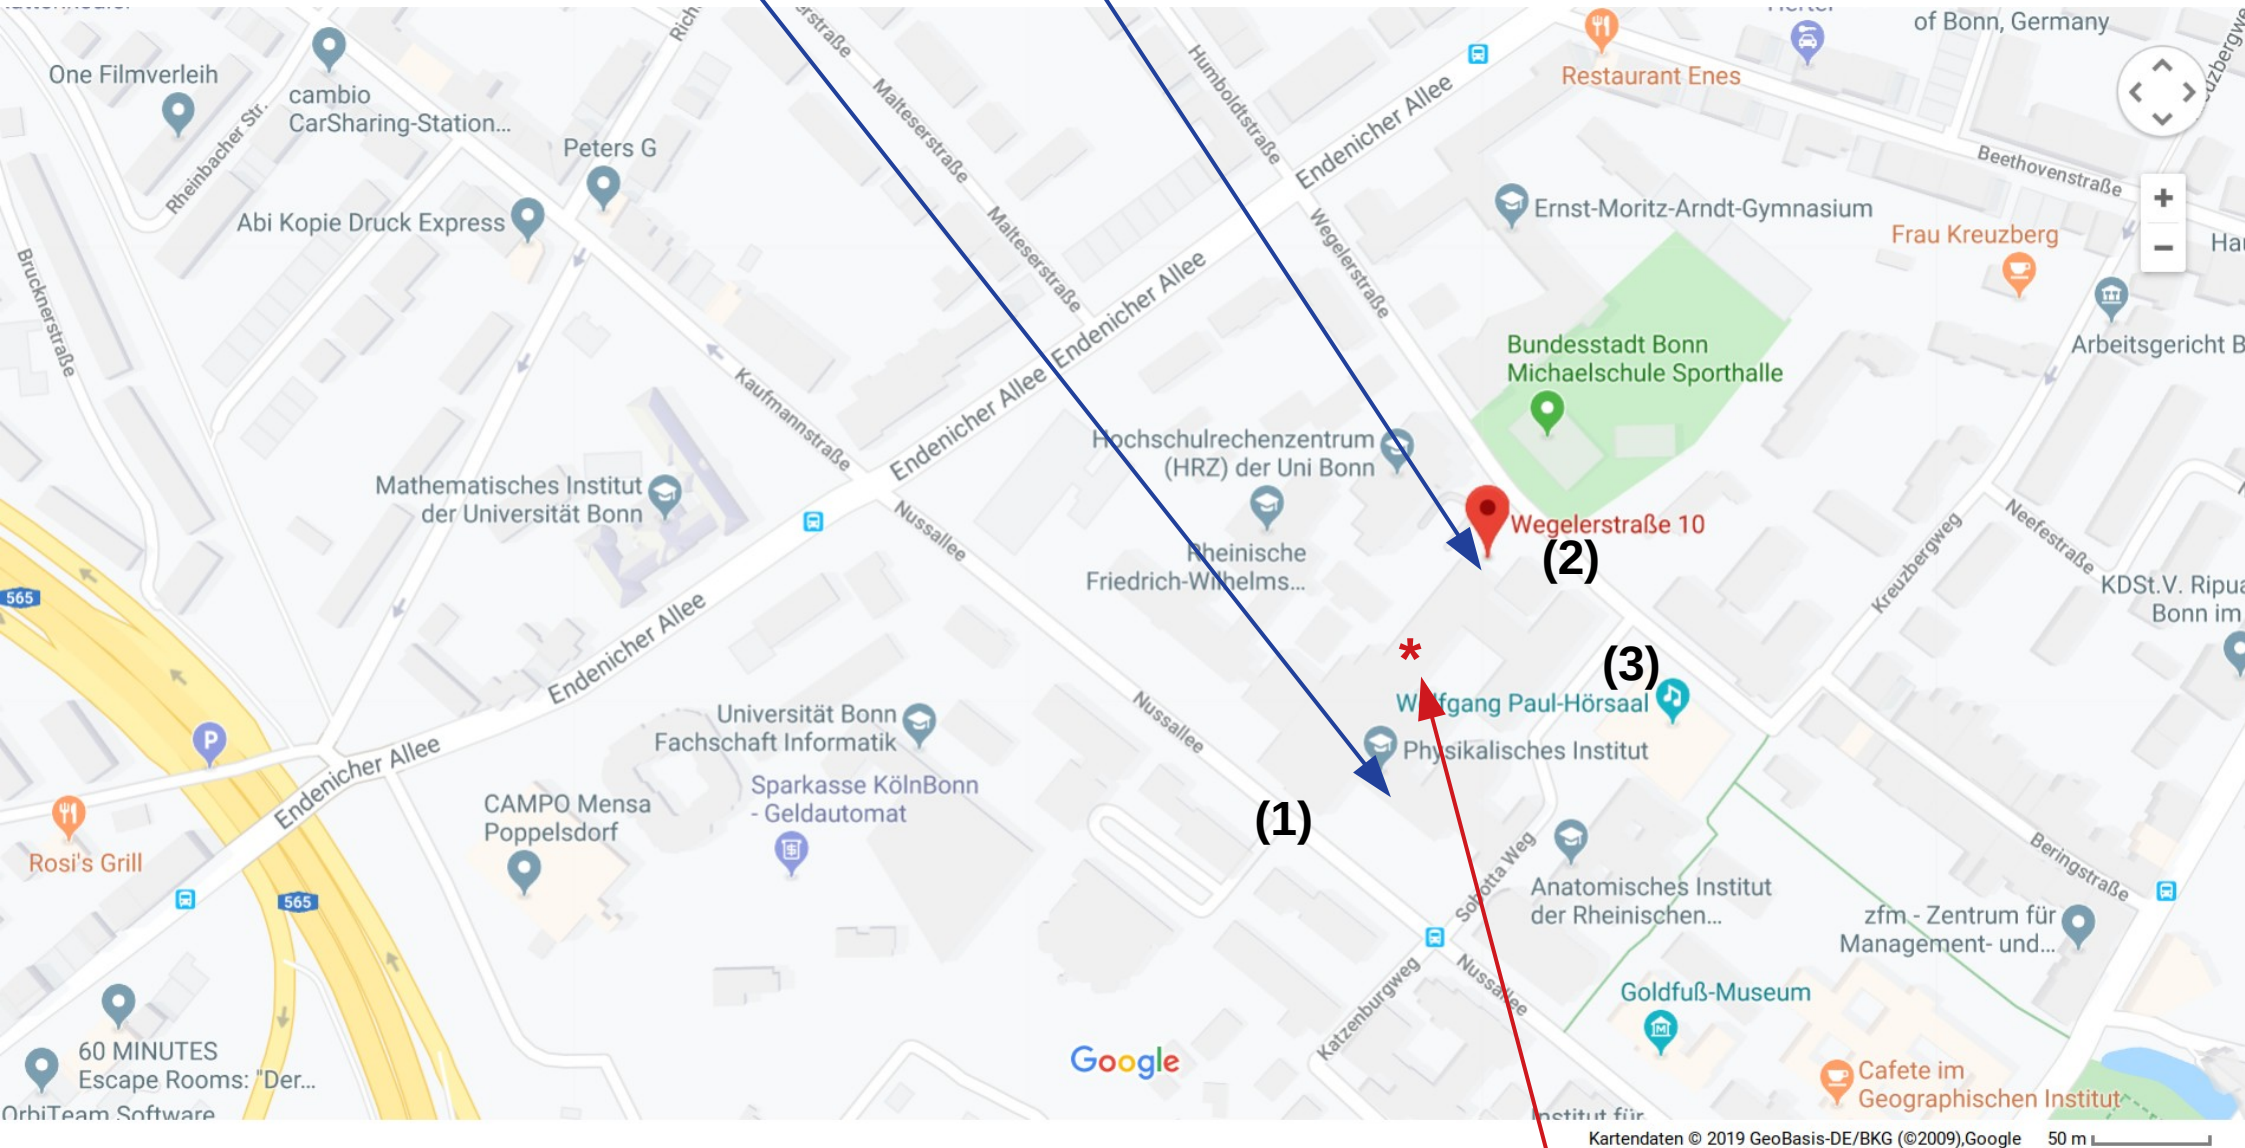 of Bonn, Germany
One Filmverleih
cambio
CarSharing-Station...
Rheinbacher Str.
Peters G
Abi Kopie Druck Express
Brucknerstraße
Malteserstraße
Malteserstraße
Humboldtstraße
Endenicher Allee
Restaurant Enes
Beethovenstraße
Wegelerstraße
Ernst-Moritz-Arndt-Gymnasium
Frau Kreuzberg
Endenicher Allee
Endenicher Allee
Endenicher Allee
Kaufmannstraße
Bundesstadt Bonn
Michaelschule Sporthalle
Arbeitsgericht B
Hochschulrechenzentrum
(HRZ) der Uni Bonn
Mathematisches Institut
der Universität Bonn
Nussallee
Rheinische
Friedrich-Wilhelms...
Wegelerstraße 10
(2)
Kreuzbergweg
Neefestraße
KDSt.V. Ripua
Bonn im
565
Endenicher Allee
(3)
*
Wolfgang Paul-Hörsaal
Physikalisches Institut
Nussallee
Universität Bonn
Fachschaft Informatik
P
Endenicher Allee
Sparkasse KölnBonn
- Geldautomat
CAMPO Mensa
Poppelsdorf
(1)
Rosi's Grill
565
Sobotta Weg
Anatomisches Institut
der Rheinischen...
Beringstraße
zfm - Zentrum für
Management- und...
Katzenburgweg
Nussallee
Goldfuß-Museum
60 MINUTES
Escape Rooms: "Der...
OrbiTeam Software
Google
Cafete im
Geographischen Institut
Institut für
Kartendaten © 2019 GeoBasis-DE/BKG (©2009),Google 50 m